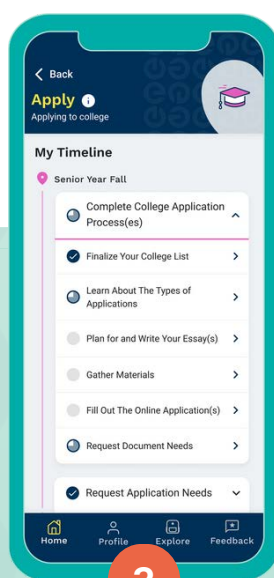 Back
Apply i
Applying to college
My Timeline
Senior Year Fall
Complete College Application
Process(es)
Finalize Your College List
Learn About The Types of
Applications
Plan for and Write Your Essay(s)
Gather Materials
Fill Out The Online Application(s)
Request Document Needs
Request Application Needs
Home Profile Explore Feedback